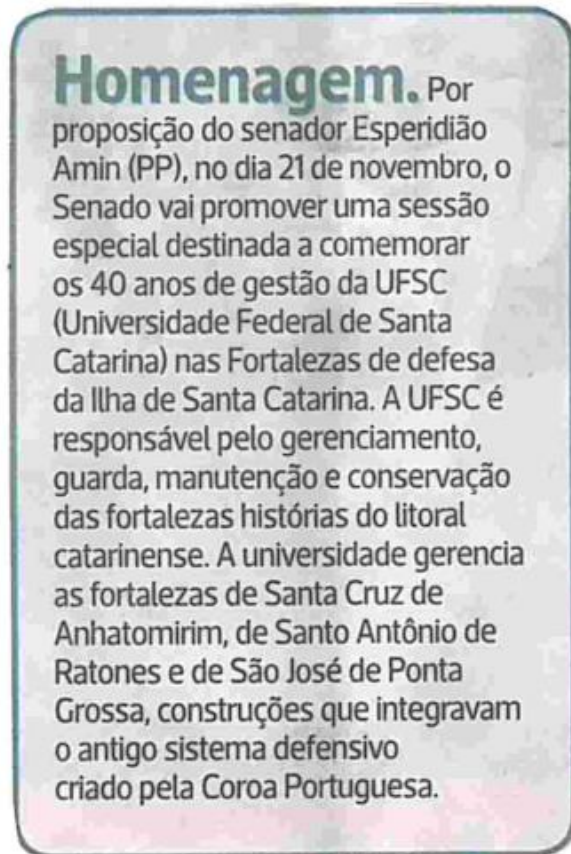 Homenagem. Por
proposição do senador Esperidião
Amin (PP), no dia 21 de novembro, o
Senado vai promover uma sessão
especial destinada a comemorar
os 40 anos de gestão da UFSC
(Universidade Federal de Santa
Catarina) nas Fortalezas de defesa
da Ilha de Santa Catarina. A UFSC é
responsável pelo gerenciamento,
guarda, manutenção e conservação
das fortalezas histórias do litoral
catarinense. A universidade gerencia
as fortalezas de Santa Cruz de
Anhatomirim, de Santo Antônio de
Ratones e de São José de Ponta
Grossa, construções que integravam
o antigo sistema defensivo
criado pela Coroa Portuguesa.